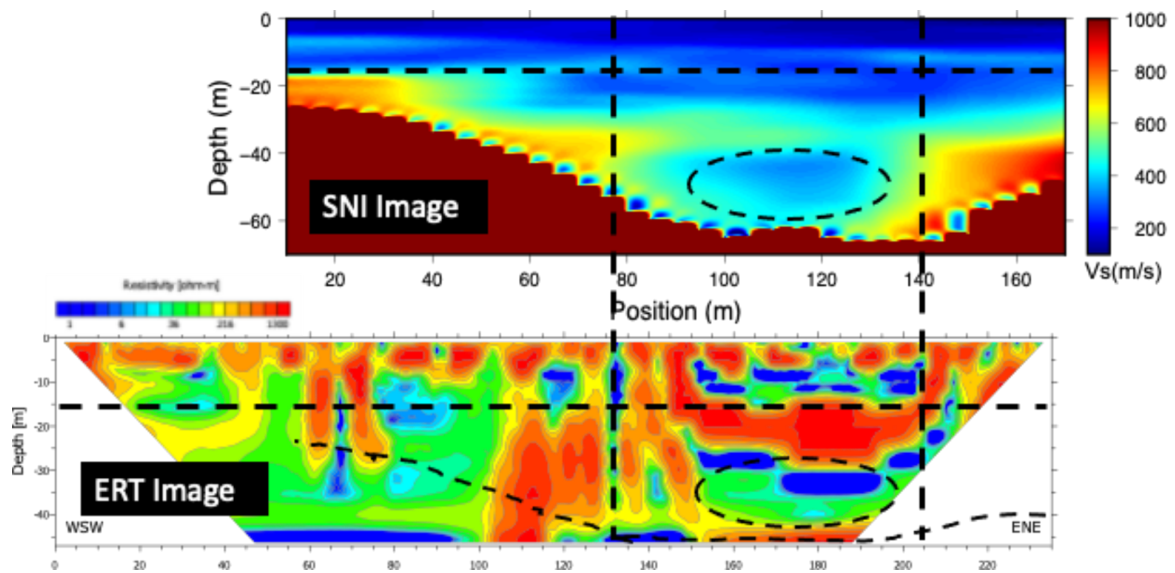 −0
−20
−40
−60
Depth (m)
SNI Image
20 40 60 80 100 120 140 160
Position (m)
1000
800
600
400
200
Vs(m/s)
Resistivity [ohm-m]
1 6 36 216 1300
0
-10
-20
-30
-40
Depth [m]
ERT Image
WSW ENE
0 20 40 60 80 100 120 140 160 180 200 220